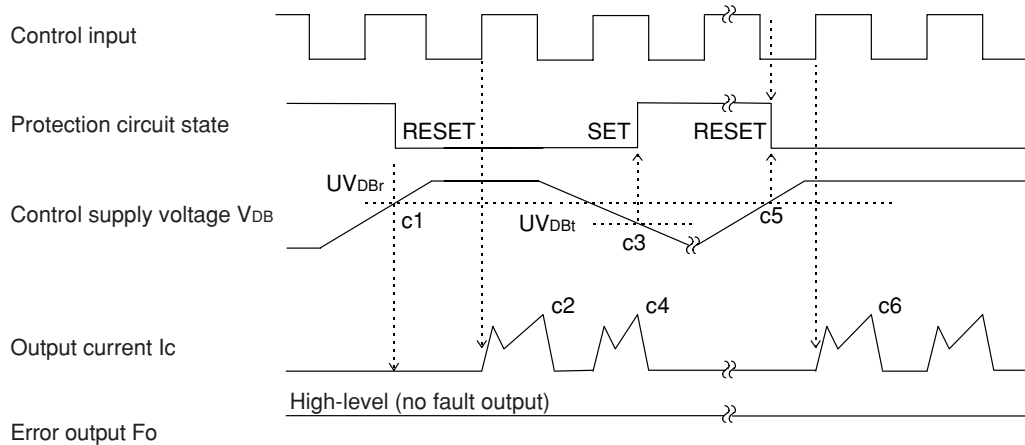 Control input
Protection circuit state
RESET
SET
RESET
UVDBr
Control supply voltage VDB
c1
UVDBt
c3
c5
c2
c4
c6
Output current Ic
High-level (no fault output)
Error output Fo